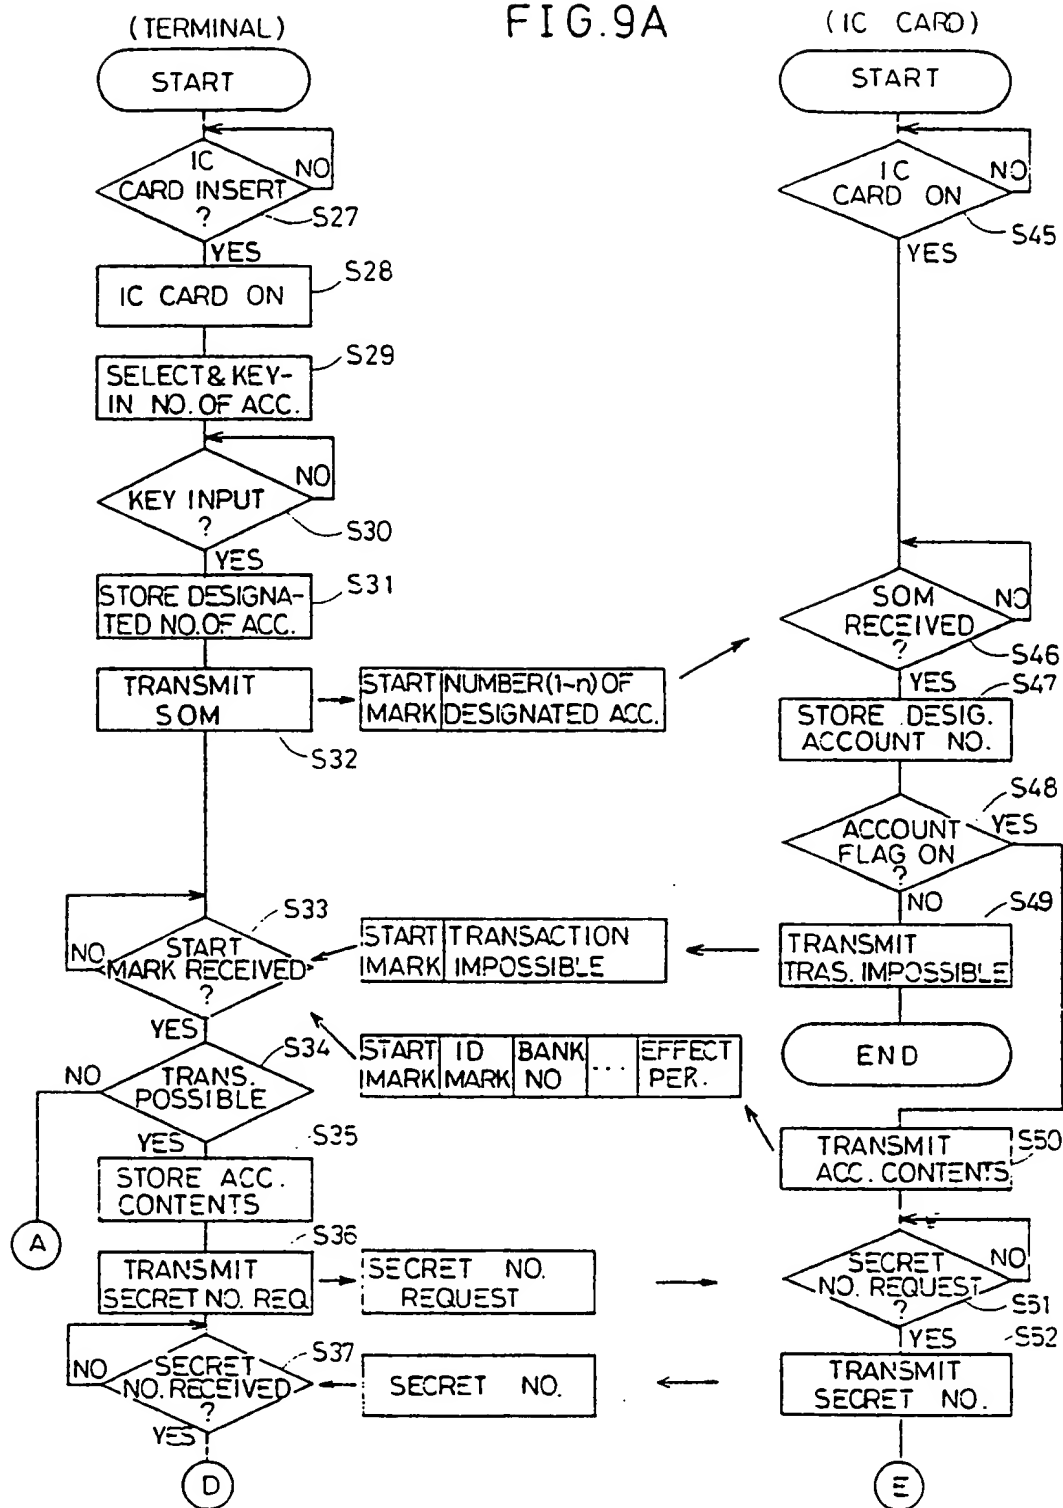 FIG.9A
(TERMINAL)
START
IC
CARD INSERT
?
NO
S27
YES
IC CARD ON
S28
SELECT & KEY-
IN NO. OF ACC.
S29
KEY INPUT
?
NO
S30
YES
STORE DESIGNA-
TED NO. OF ACC.
S31
TRANSMIT
SOM
S32
START
MARK
NUMBER(1~n) OF
DESIGNATED ACC.
START
MARK RECEIVED
?
NO
S33
YES
START
MARK
TRANSACTION
IMPOSSIBLE
TRANS.
POSSIBLE
S34
NO
YES
A
START
MARK
ID
MARK
BANK
NO
...
EFFECT
PER.
STORE ACC.
CONTENTS
S35
TRANSMIT
SECRET NO. REQ.
S36
SECRET NO.
REQUEST
SECRET
NO. RECEIVED
?
NO
S37
YES
SECRET NO.
D
(IC CARD)
START
IC
CARD ON
NO
S45
YES
SOM
RECEIVED
?
NO
S46
YES
S47
STORE DESIG.
ACCOUNT NO.
S48
ACCOUNT
FLAG ON
?
YES
NO
S49
TRANSMIT
TRAS. IMPOSSIBLE
END
TRANSMIT
ACC. CONTENTS
S50
SECRET
NO. REQUEST
?
NO
S51
YES
S52
TRANSMIT
SECRET NO.
E